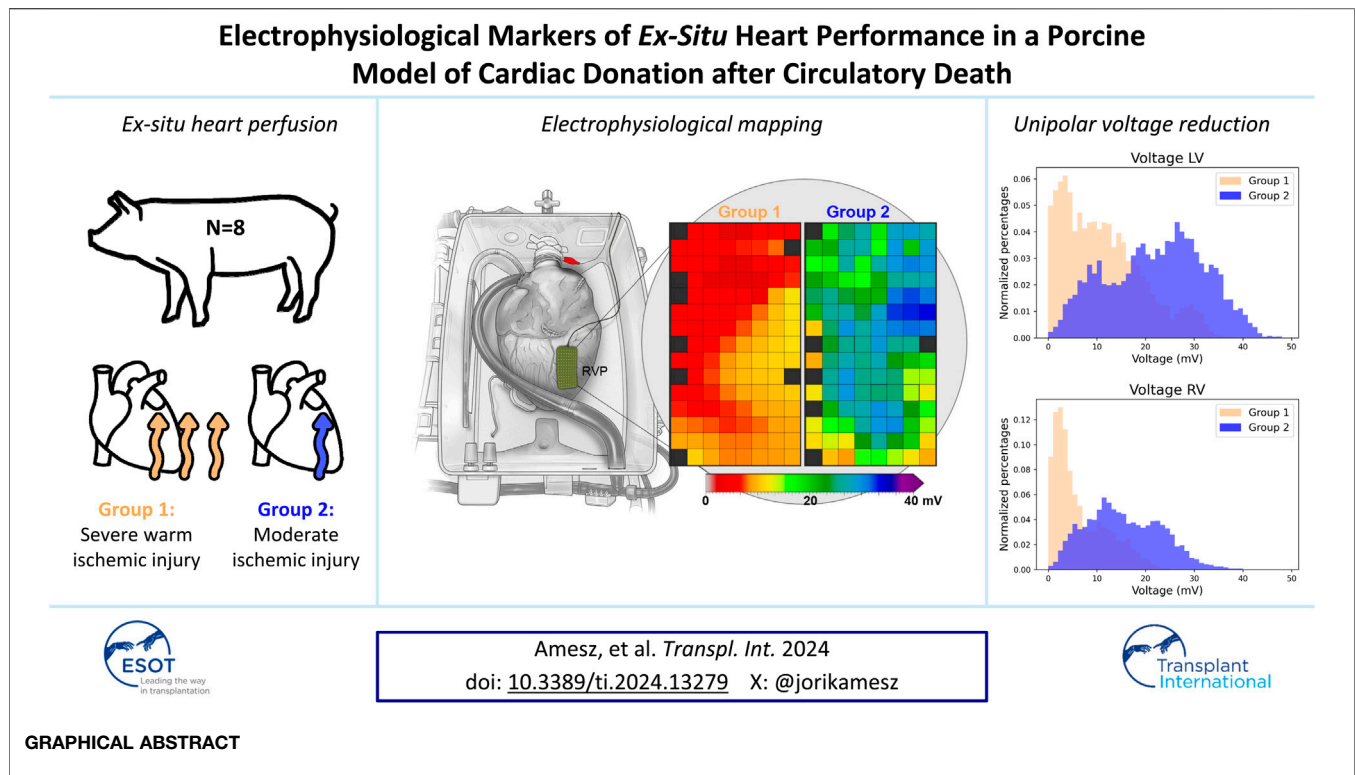 Electrophysiological Markers of Ex-Situ Heart Performance in a Porcine
Model of Cardiac Donation after Circulatory Death
Ex-situ heart perfusion
N=8
Group 1:
Severe warm
ischemic injury
Group 2:
Moderate
ischemic injury
Electrophysiological mapping
Group 1
Group 2
RVP
0
20
40 mV
Unipolar voltage reduction
Voltage LV
Group 1
Group 2
Normalized percentages
0.06
0.05
0.04
0.03
0.02
0.01
0.00
0
10
20
30
40
50
Voltage (mV)
Voltage RV
Group 1
Group 2
Normalized percentages
0.12
0.10
0.08
0.06
0.04
0.02
0.00
0
10
20
30
40
50
Voltage (mV)
ESOT
Leading the way
in transplantation
Amesz, et al. Transpl. Int. 2024
doi: 10.3389/ti.2024.13279 X: @jorikamesz
Transplant
International
GRAPHICAL ABSTRACT